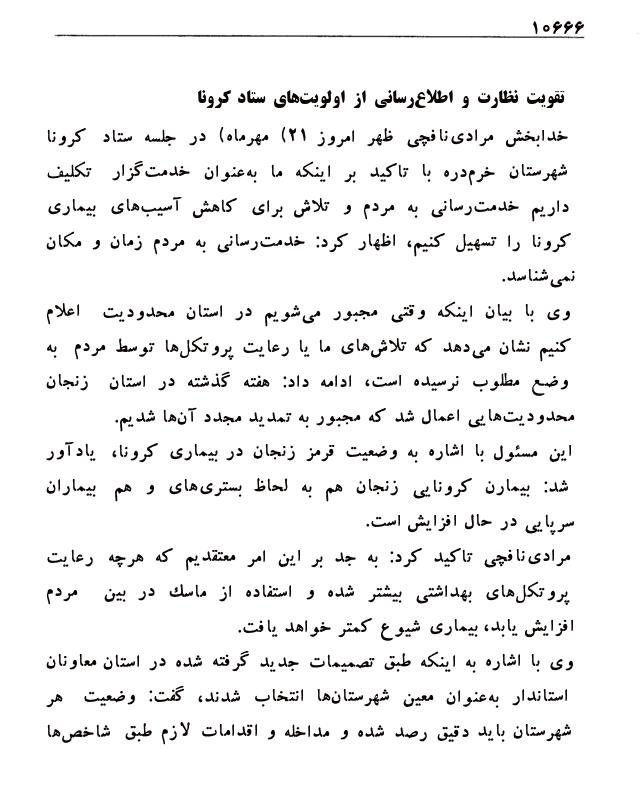 ۱۰۶۶۶
تقویت نظارت و اطلاع‌رسانی از اولویت‌های ستاد کرونا
خدابخش مرادی‌نافچی ظهر امروز ۲۱) مهرماه) در جلسه ستاد کرونا
شهرستان خرم‌دره با تاکید بر اینکه ما به‌عنوان خدمت‌گزار تکلیف
داریم خدمت‌رسانی به مردم و تلاش برای کاهش آسیب‌های بیماری
کرونا را تسهیل کنیم، اظهار کرد: خدمت‌رسانی به مردم زمان و مکان
نمی‌شناسد.
وی با بیان اینکه وقتی مجبور می‌شویم در استان محدودیت اعلام
کنیم نشان می‌دهد که تلاش‌های ما یا رعایت پروتکل‌ها توسط مردم به
وضع مطلوب نرسیده است، ادامه داد: هفته گذشته در استان زنجان
محدودیت‌هایی اعمال شد که مجبور به تمدید مجدد آن‌ها شدیم.
این مسئول با اشاره به وضعیت قرمز زنجان در بیماری کرونا، یادآور
شد: بیمارن کرونایی زنجان هم به لحاظ بستری‌های و هم بیماران
سرپایی در حال افزایش است.
مرادی‌نافچی تاکید کرد: به جد بر این امر معتقدیم که هرچه رعایت
پروتکل‌های بهداشتی بیشتر شده و استفاده از ماسک در بین مردم
افزایش یابد، بیماری شیوع کمتر خواهد یافت.
وی با اشاره به اینکه طبق تصمیمات جدید گرفته شده در استان معاونان
استاندار به‌عنوان معین شهرستان‌ها انتخاب شدند، گفت: وضعیت هر
شهرستان باید دقیق رصد شده و مداخله و اقدامات لازم طبق شاخص‌ها